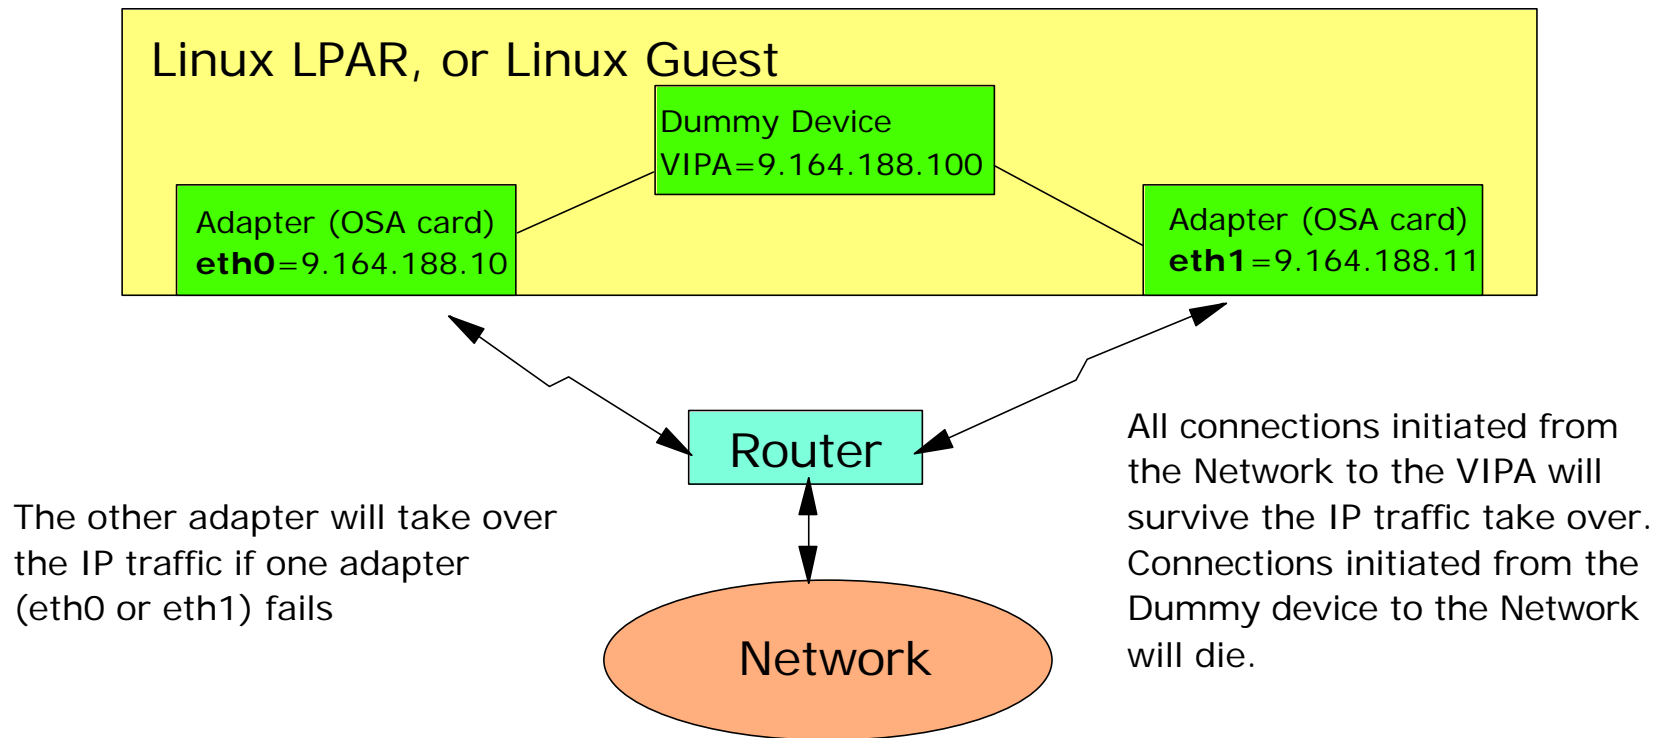 Linux LPAR, or Linux Guest
Dummy Device
VIPA=9.164.188.100
Adapter (OSA card)
eth0=9.164.188.10
Adapter (OSA card)
eth1=9.164.188.11
Router
The other adapter will take over
the IP traffic if one adapter
(eth0 or eth1) fails
All connections initiated from
the Network to the VIPA will
survive the IP traffic take over.
Connections initiated from the
Dummy device to the Network
will die.
Network